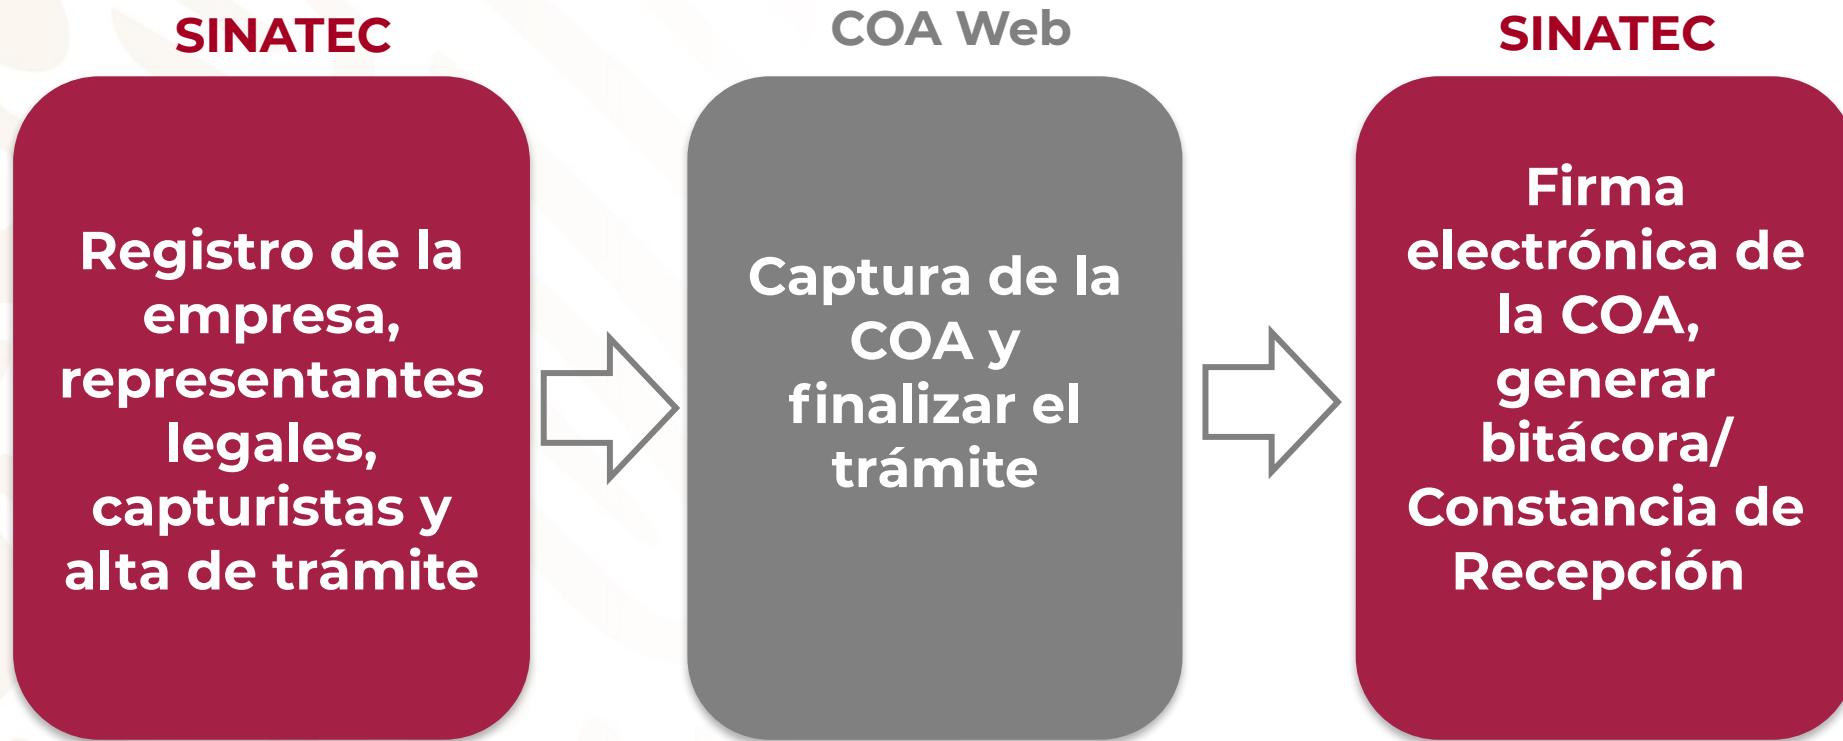 SINATEC
Registro de la
empresa,
representantes
legales,
capturistas y
alta de trámite
COA Web
Captura de la
COA y
finalizar el
trámite
SINATEC
Firma
electrónica de
la COA,
generar
bitácora/
Constancia de
Recepción